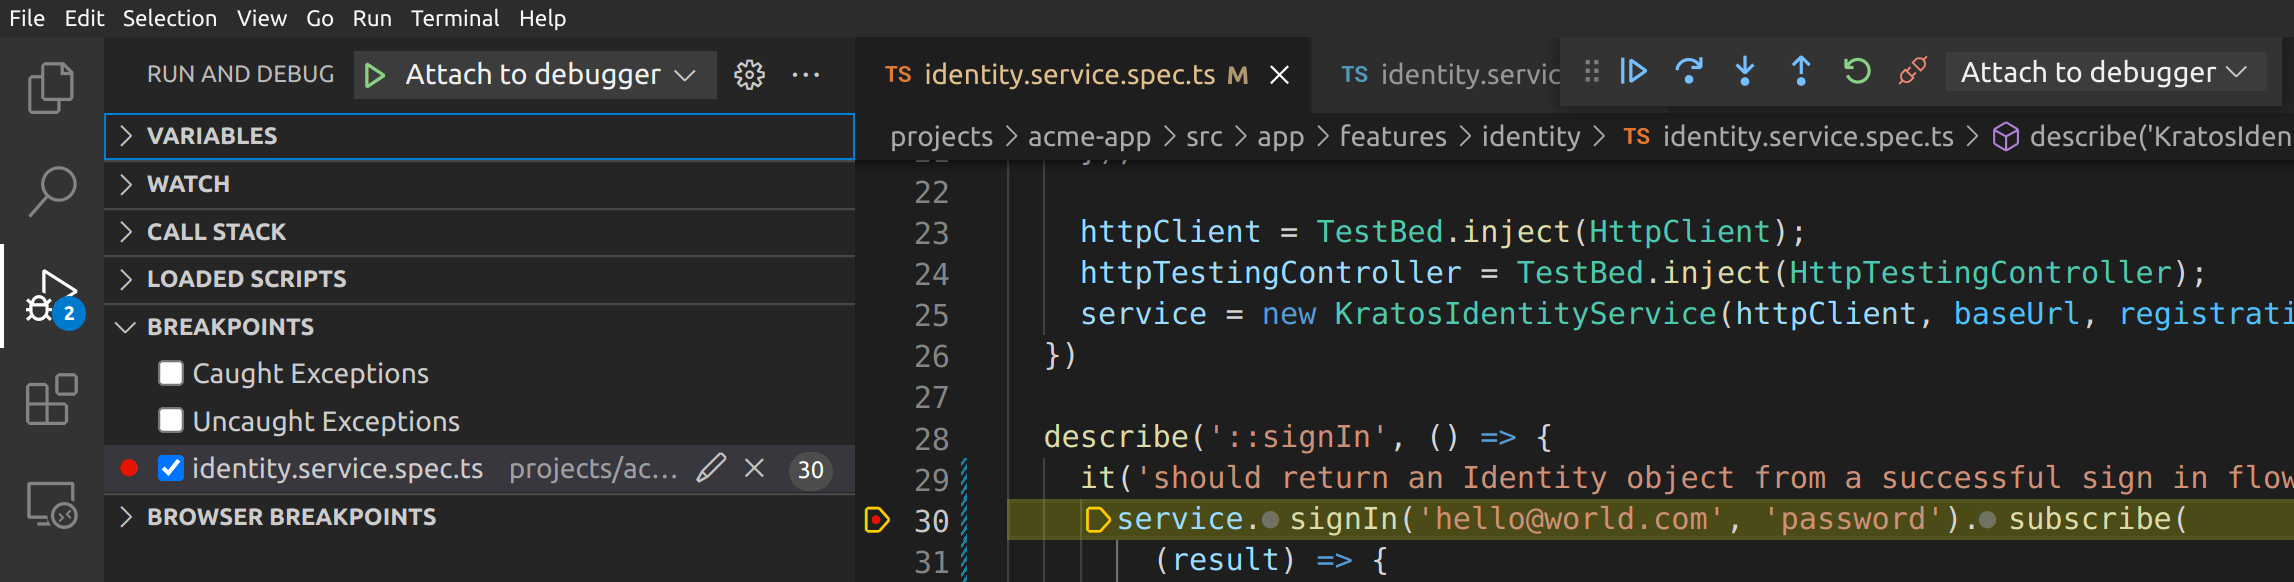 File Edit Selection View Go Run Terminal Help
RUN AND DEBUG Attach to debugger
VARIABLES
WATCH
CALL STACK
LOADED SCRIPTS
BREAKPOINTS
Caught Exceptions
Uncaught Exceptions
identity.service.spec.ts projects/ac... 30
BROWSER BREAKPOINTS
2
TS identity.service.spec.ts M TS identity.servic Attach to debugger
projects > acme-app > src > app > features > identity > TS identity.service.spec.ts > describe('KratosIden
22
23 httpClient = TestBed.inject(HttpClient);
24 httpTestingController = TestBed.inject(HttpTestingController);
25 service = new KratosIdentityService(httpClient, baseUrl, registrati
26 })
27
28 describe('::signIn', () => {
29 it('should return an Identity object from a successful sign in flow
30 service.signIn('hello@world.com', 'password').subscribe(
31 (result) => {